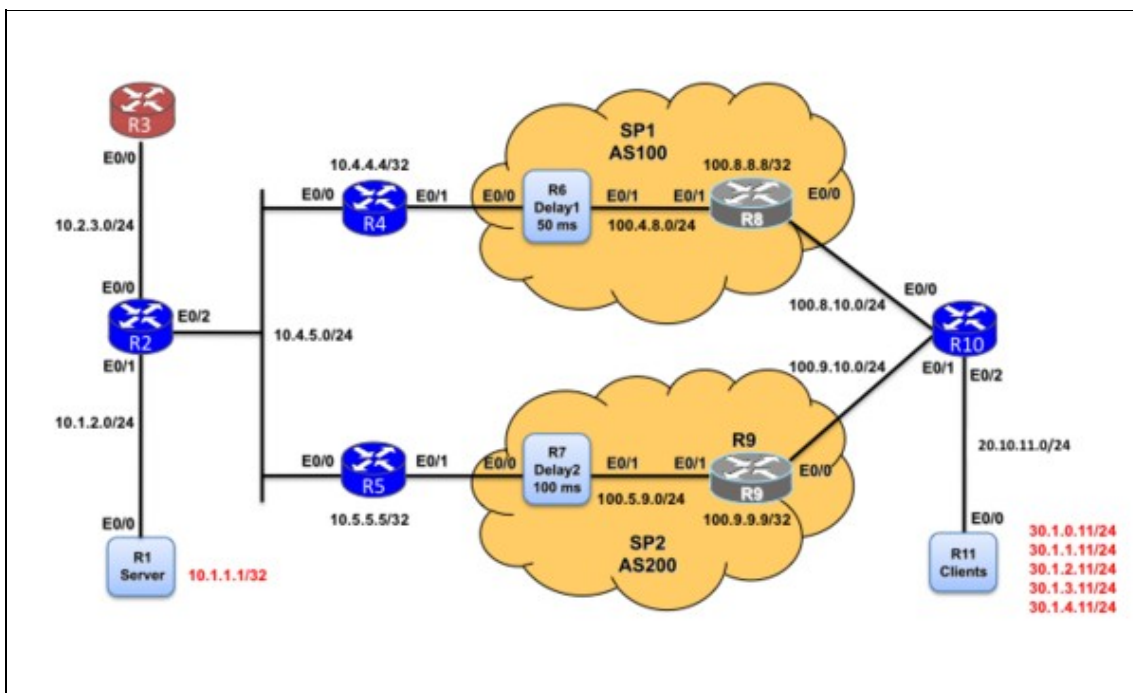 R3
E0/0
10.2.3.0/24
E0/0
R2
E0/2
E0/1
10.1.2.0/24
E0/0
R1
Server
10.1.1.1/32
10.4.5.0/24
10.4.4.4/32
E0/0
R4
E0/1
SP1
AS100
E0/0
R6
Delay1
50 ms
E0/1
100.4.8.0/24
E0/1
100.8.8.8/32
R8
E0/0
100.8.10.0/24
E0/0
R10
100.9.10.0/24
E0/1
E0/2
E0/0
R5
E0/1
10.5.5.5/32
E0/0
R7
Delay2
100 ms
E0/1
100.5.9.0/24
E0/1
R9
R9
E0/0
100.9.9.9/32
SP2
AS200
20.10.11.0/24
E0/0
R11
Clients
30.1.0.11/24
30.1.1.11/24
30.1.2.11/24
30.1.3.11/24
30.1.4.11/24